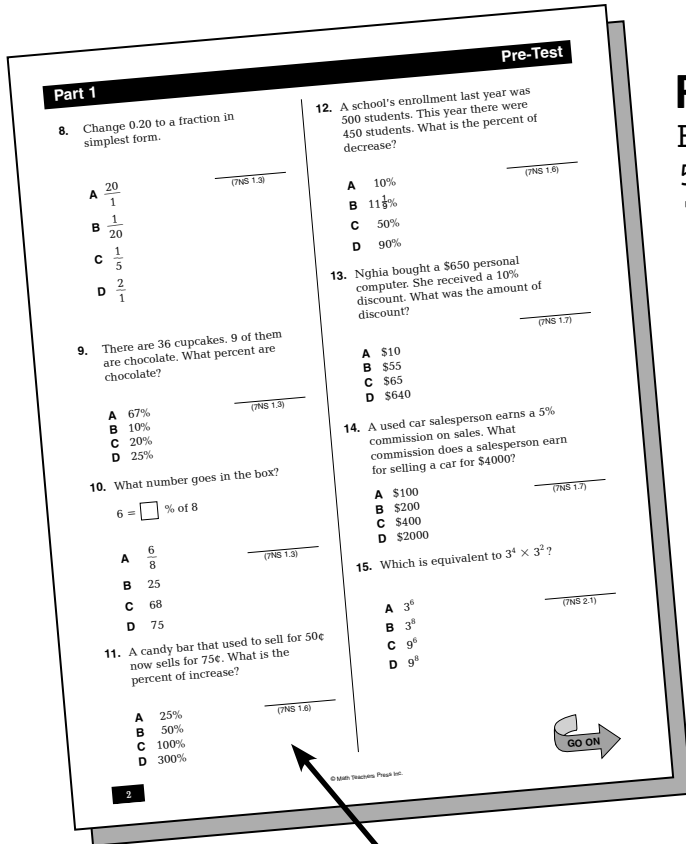 Part 1
Pre-Test
8. Change 0.20 to a fraction in
simplest form.
(7NS 1.3)
A 20/1
B 1/20
C 1/5
D 2/1
9. There are 36 cupcakes. 9 of them
are chocolate. What percent are
chocolate?
(7NS 1.3)
A 67%
B 10%
C 20%
D 25%
10. What number goes in the box?
6 = □ % of 8
(7NS 1.3)
A 6/8
B 25
C 68
D 75
11. A candy bar that used to sell for 50¢
now sells for 75¢. What is the
percent of increase?
(7NS 1.6)
A 25%
B 50%
C 100%
D 300%
12. A school's enrollment last year was
500 students. This year there were
450 students. What is the percent of
decrease?
(7NS 1.6)
A 10%
B 11 1/9%
C 50%
D 90%
13. Nghia bought a $650 personal
computer. She received a 10%
discount. What was the amount of
discount?
(7NS 1.7)
A $10
B $55
C $65
D $640
14. A used car salesperson earns a 5%
commission on sales. What
commission does a salesperson earn
for selling a car for $4000?
(7NS 1.7)
A $100
B $200
C $400
D $2000
15. Which is equivalent to 3⁴ × 3²?
(7NS 2.1)
A 3⁶
B 3⁸
C 9⁶
D 9⁸
GO ON
2
© Math Teachers Press Inc.